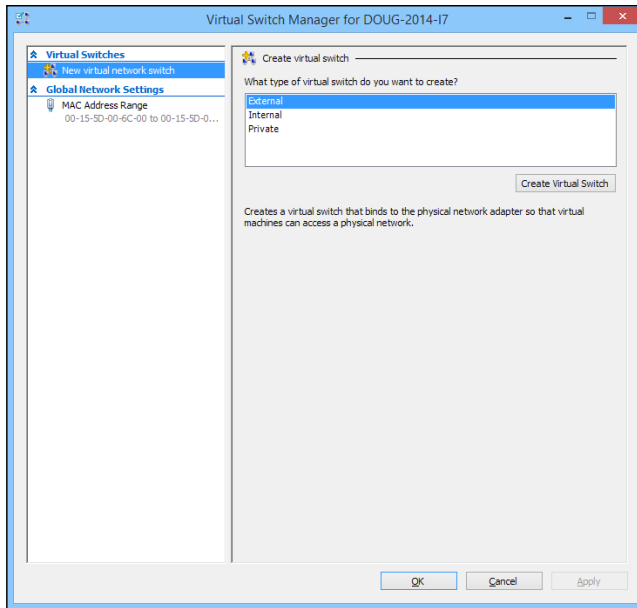 Virtual Switch Manager for DOUG-2014-I7
Virtual Switches
New virtual network switch
Global Network Settings
MAC Address Range
00-15-5D-00-6C-00 to 00-15-5D-0...
Create virtual switch
What type of virtual switch do you want to create?
External
Internal
Private
Create Virtual Switch
Creates a virtual switch that binds to the physical network adapter so that virtual
machines can access a physical network.
OK
Cancel
Apply